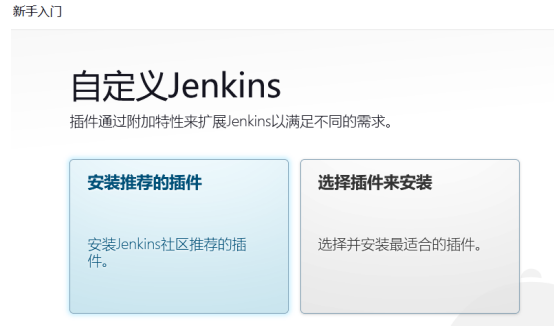 新手入门
自定义Jenkins
插件通过附加特性来扩展Jenkins以满足不同的需求。
安装推荐的插件
安装Jenkins社区推荐的插
件。
选择插件来安装
选择并安装最适合的插件。